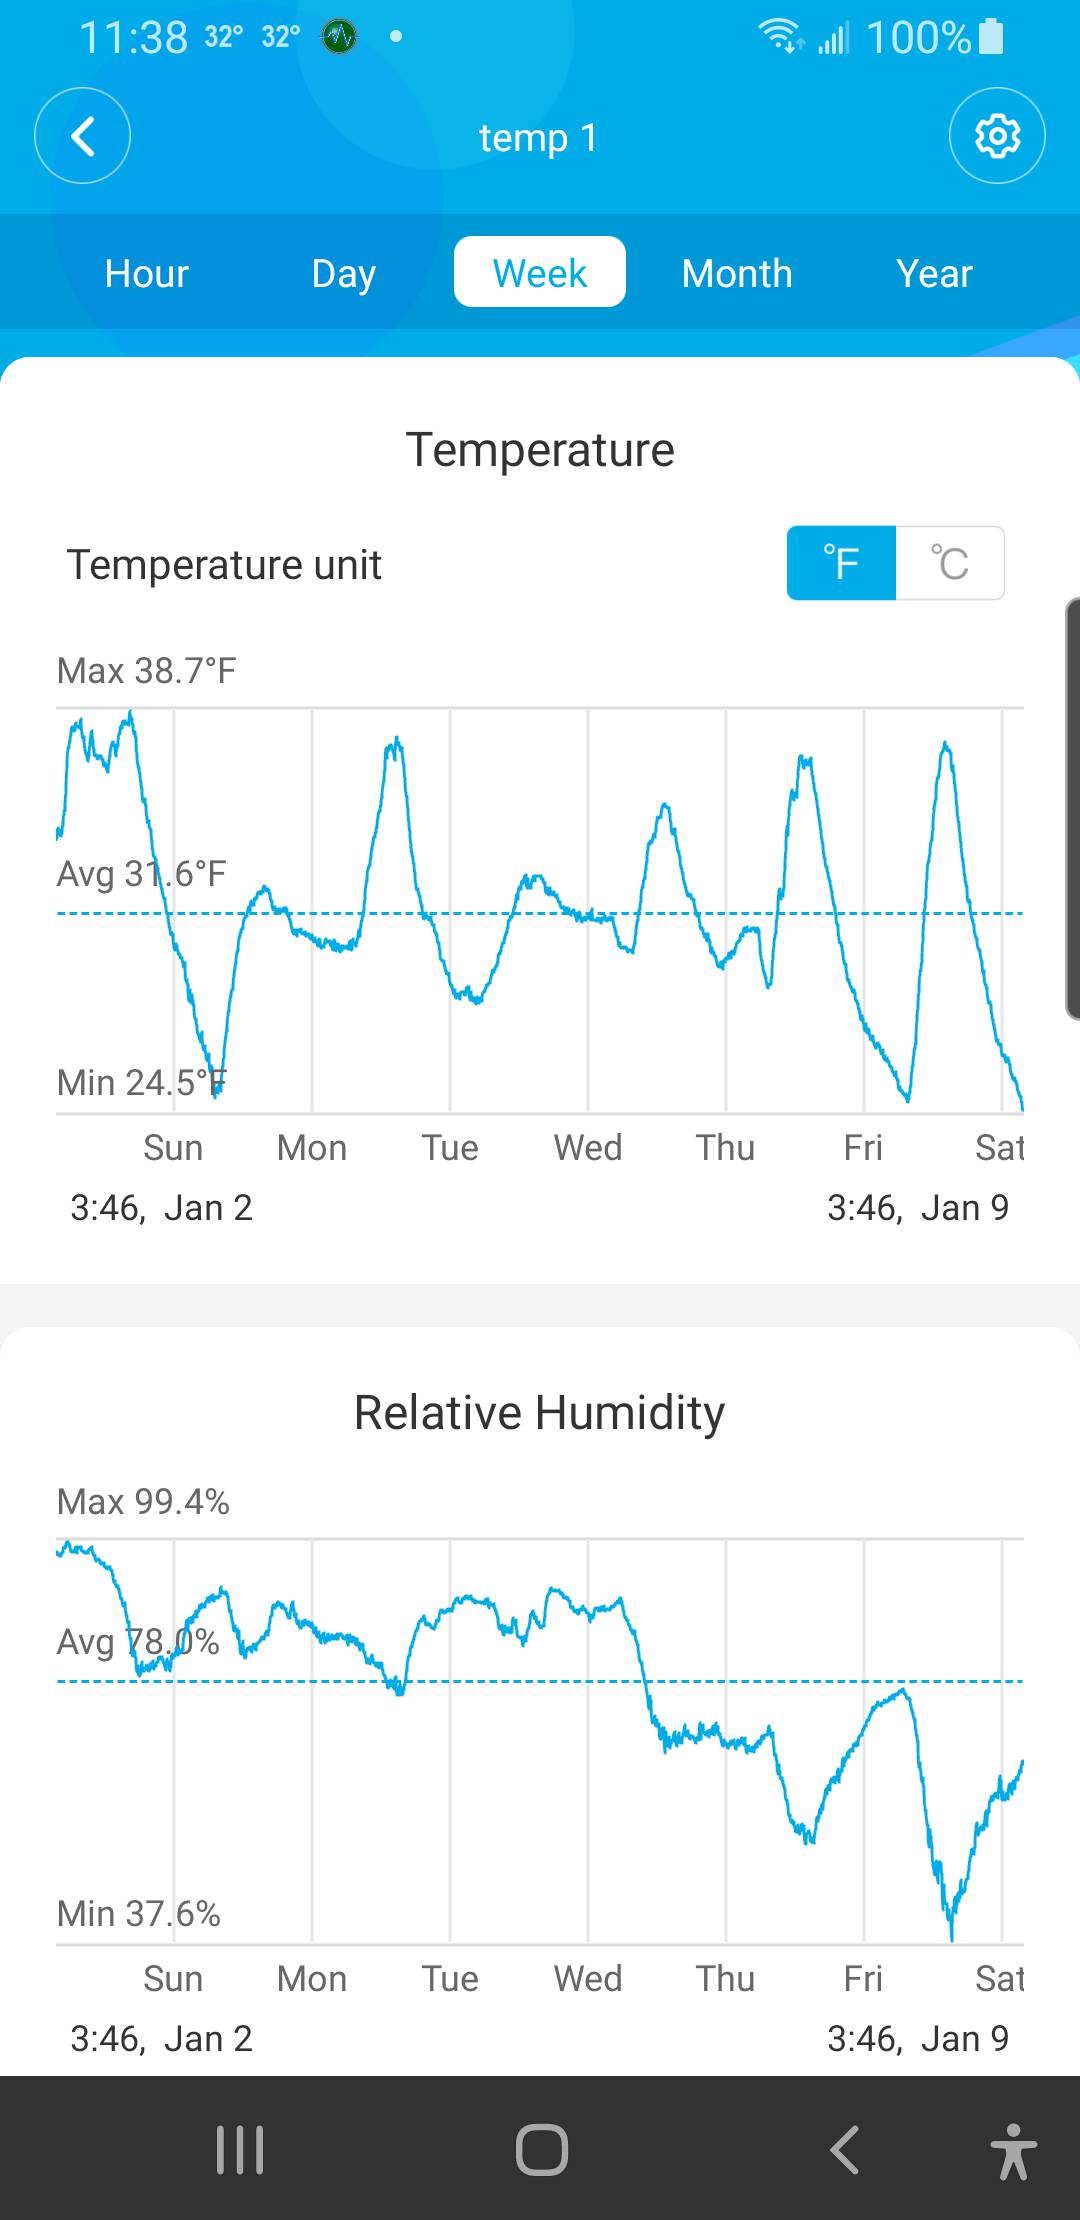 11:38 32° 32° 100%
temp 1
Hour Day Week Month Year
Temperature
Temperature unit °F °C
Max 38.7°F
Avg 31.6°F
Min 24.5°F
Sun Mon Tue Wed Thu Fri Sat
3:46, Jan 2 3:46, Jan 9
Relative Humidity
Max 99.4%
Avg 78.0%
Min 37.6%
Sun Mon Tue Wed Thu Fri Sat
3:46, Jan 2 3:46, Jan 9